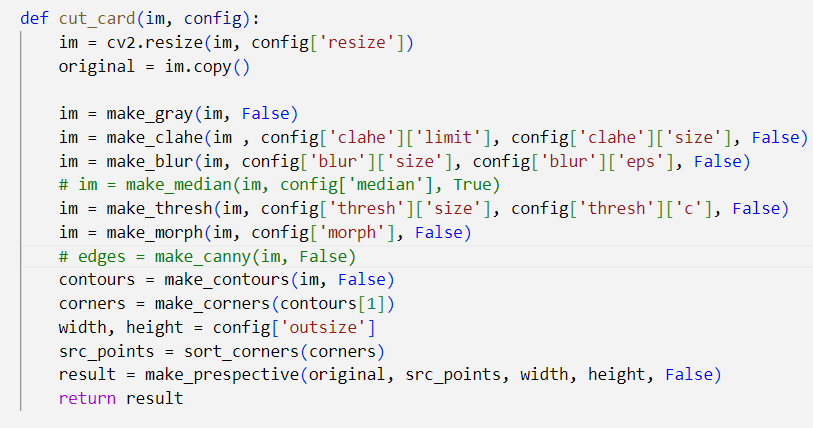 def cut_card(im, config):
    im = cv2.resize(im, config['resize'])
    original = im.copy()

    im = make_gray(im, False)
    im = make_clahe(im , config['clahe']['limit'], config['clahe']['size'], False)
    im = make_blur(im, config['blur']['size'], config['blur']['eps'], False)
    # im = make_median(im, config['median'], True)
    im = make_thresh(im, config['thresh']['size'], config['thresh']['c'], False)
    im = make_morph(im, config['morph'], False)
    # edges = make_canny(im, False)
    contours = make_contours(im, False)
    corners = make_corners(contours[1])
    width, height = config['outsize']
    src_points = sort_corners(corners)
    result = make_prespective(original, src_points, width, height, False)
    return result